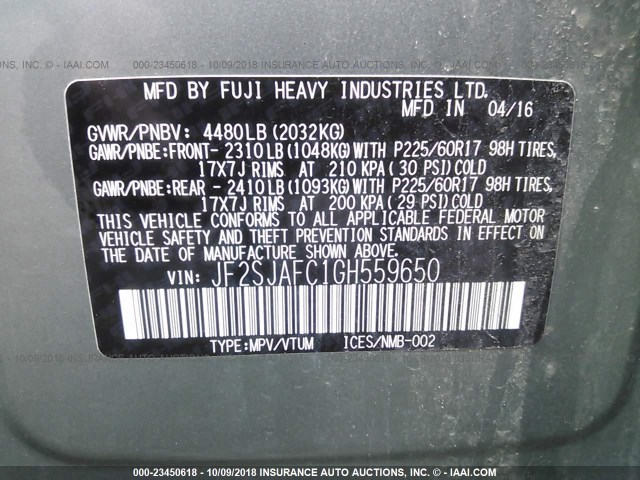 000-23450618 - 10/09/2018 INSURANCE AUTO AUCTIONS, INC. - IAAI.COM
MFD BY FUJI HEAVY INDUSTRIES LTD.
MFD IN 04/16
GVWR/PNBV: 4480LB(2032KG)
GAWR/PNBE:FRONT- 2310LB(1048KG)WITH P225/60R17 98H TIRES,
17X7J RIMS AT 210 KPA( 30 PSI)COLD
GAWR/PNBE:REAR - 2410LB(1093KG)WITH P225/60R17 98H TIRES,
17X7J RIMS AT 200 KPA( 29 PSI)COLD
THIS VEHICLE CONFORMS TO ALL APPLICABLE FEDERAL MOTOR
VEHICLE SAFETY AND THEFT PREVENTION STANDARDS IN EFFECT
ON THE DATE OF MANUFACTURE SHOWN ABOVE.
VIN: JF2SJAFC1GH559650
TYPE:MPV/VTUM ICES/NMB-002
000-23450618 - 10/09/2018 INSURANCE AUTO AUCTIONS, INC. - IAAI.COM